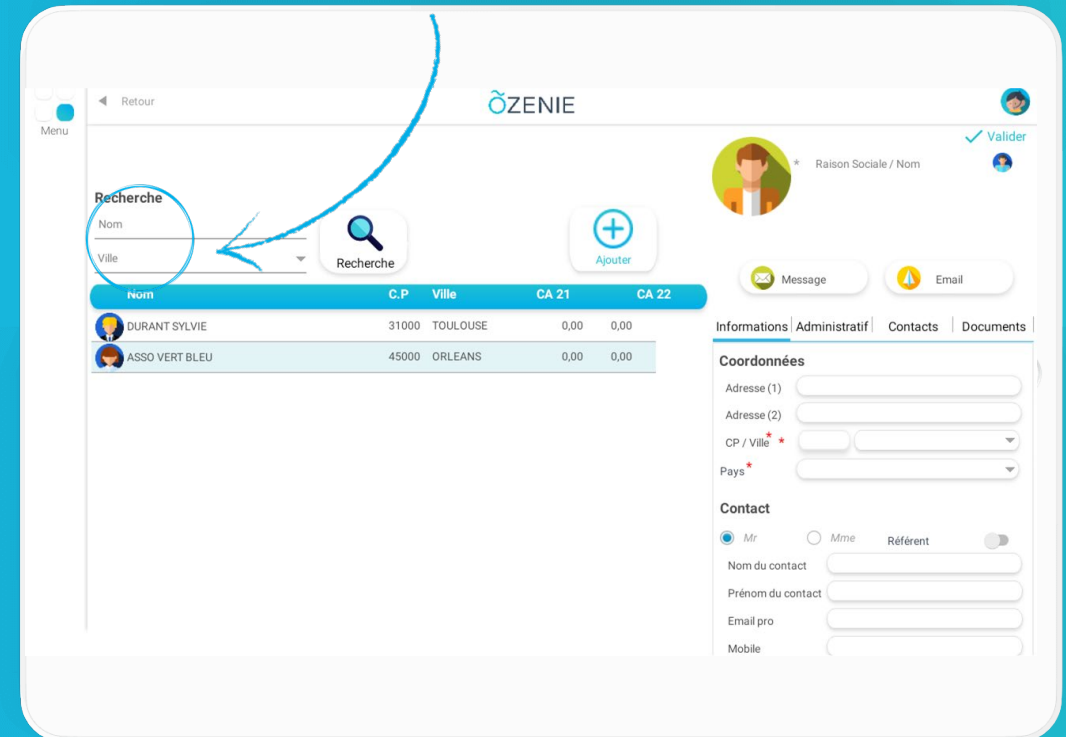 Retour
ÕZENIE
Menu
Valider
* Raison Sociale / Nom
Recherche
Nom
Ville
Recherche
Ajouter
Message
Email
Nom C.P Ville CA 21 CA 22
DURANT SYLVIE 31000 TOULOUSE 0,00 0,00
ASSO VERT BLEU 45000 ORLEANS 0,00 0,00
Informations Administratif Contacts Documents
Coordonnées
Adresse (1)
Adresse (2)
CP / Ville* *
Pays*
Contact
Mr Mme Référent
Nom du contact
Prénom du contact
Email pro
Mobile